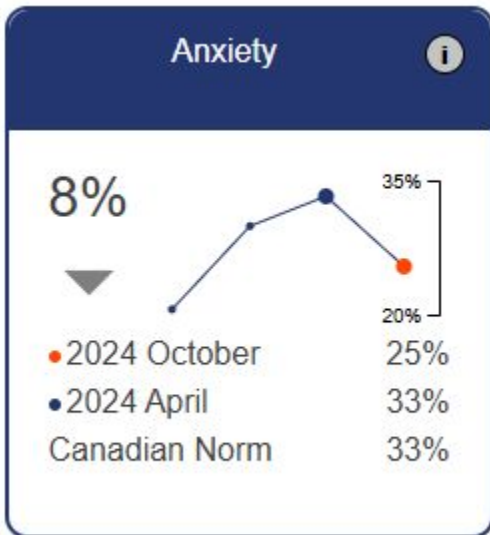 Anxiety
i
8%
35%
20%
2024 October 25%
2024 April 33%
Canadian Norm 33%